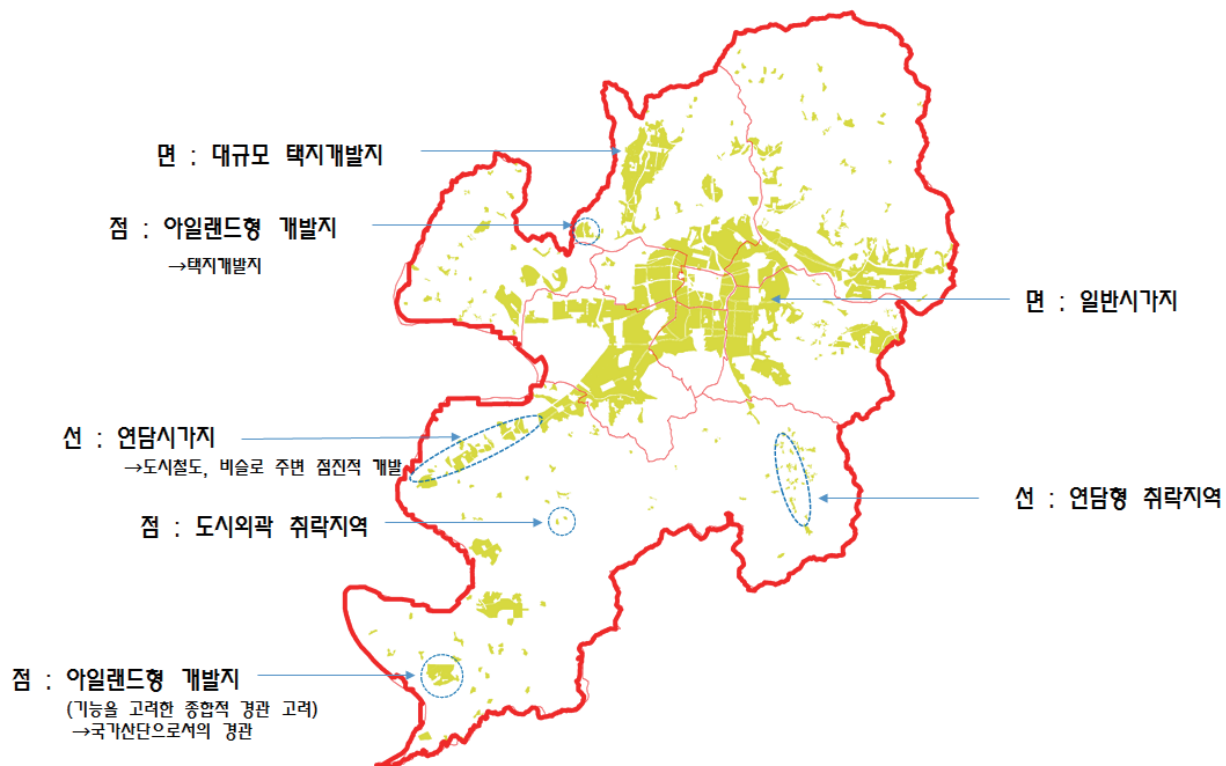 면 : 대규모 택지개발지
점 : 아일랜드형 개발지
→택지개발지
면 : 일반시가지
선 : 연담시가지
→도시철도, 비슬로 주변 점진적 개발
선 : 연담형 취락지역
점 : 도시외곽 취락지역
점 : 아일랜드형 개발지
(기능을 고려한 종합적 경관 고려)
→국가산단으로서의 경관